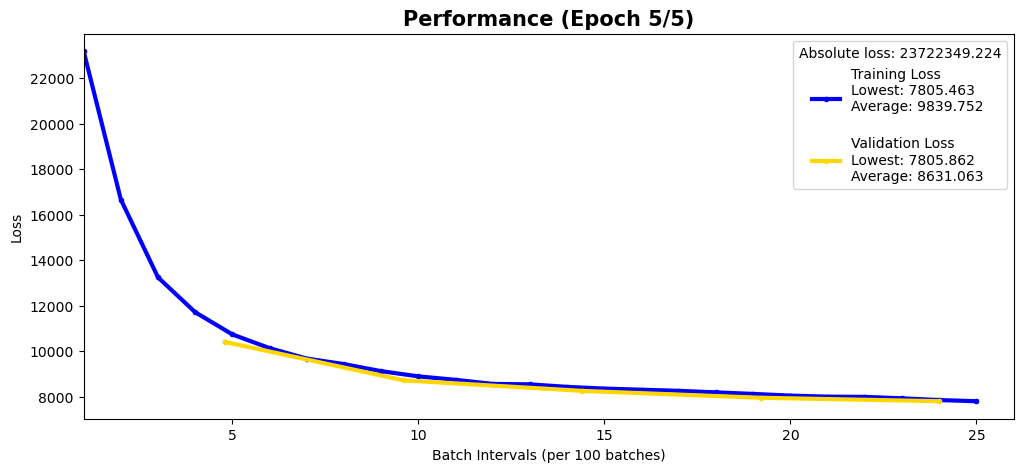 Performance (Epoch 5/5)
Absolute loss: 23722349.224
Training Loss
Lowest: 7805.463
Average: 9839.752
Validation Loss
Lowest: 7805.862
Average: 8631.063
Loss
22000
20000
18000
16000
14000
12000
10000
8000
5
10
15
20
25
Batch Intervals (per 100 batches)